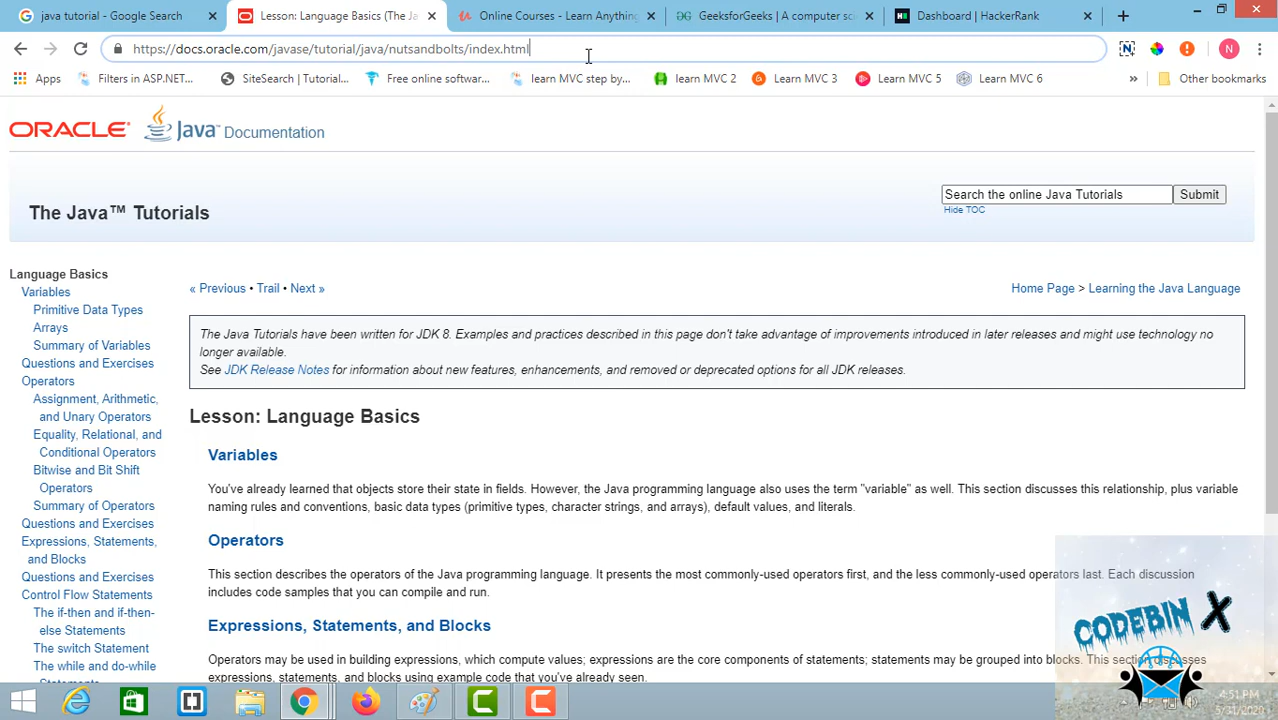 java tutorial - Google Search
Lesson: Language Basics (The Ja
Online Courses - Learn Anything
GeeksforGeeks | A computer sci
Dashboard | HackerRank
https://docs.oracle.com/javase/tutorial/java/nutsandbolts/index.html
N
N
Apps
Filters in ASP.NET...
SiteSearch | Tutorial...
Free online softwar...
learn MVC step by...
learn MVC 2
Learn MVC 3
Learn MVC 5
Learn MVC 6
»
Other bookmarks
ORACLE
Java Documentation
The Java™ Tutorials
Search the online Java Tutorials
Submit
Hide TOC
Language Basics
Variables
Primitive Data Types
Arrays
Summary of Variables
Questions and Exercises
Operators
Assignment, Arithmetic,
and Unary Operators
Equality, Relational, and
Conditional Operators
Bitwise and Bit Shift
Operators
Summary of Operators
Questions and Exercises
Expressions, Statements,
and Blocks
Questions and Exercises
Control Flow Statements
The if-then and if-then-
else Statements
The switch Statement
The while and do-while
Statements
« Previous • Trail • Next »
Home Page > Learning the Java Language
The Java Tutorials have been written for JDK 8. Examples and practices described in this page don't take advantage of improvements introduced in later releases and might use technology no
longer available.
See JDK Release Notes for information about new features, enhancements, and removed or deprecated options for all JDK releases.
Lesson: Language Basics
Variables
You've already learned that objects store their state in fields. However, the Java programming language also uses the term "variable" as well. This section discusses this relationship, plus variable
naming rules and conventions, basic data types (primitive types, character strings, and arrays), default values, and literals.
Operators
This section describes the operators of the Java programming language. It presents the most commonly-used operators first, and the less commonly-used operators last. Each discussion
includes code samples that you can compile and run.
Expressions, Statements, and Blocks
Operators may be used in building expressions, which compute values; expressions are the core components of statements; statements may be grouped into blocks. This section discusses
expressions, statements, and blocks using example code that you've already seen.
CODEBIN X
4:51 PM
5/31/2020